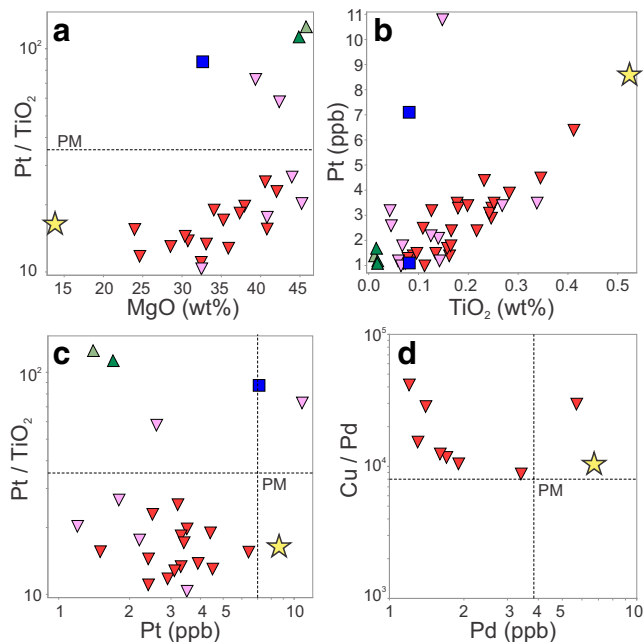 a
10²
10
Pt / TiO₂
PM
15 20 25 30 35 40 45
MgO (wt%)
b
11
10
9
8
7
6
5
4
3
2
1
Pt (ppb)
0.0 0.1 0.2 0.3 0.4 0.5
TiO₂ (wt%)
c
10²
10
Pt / TiO₂
PM
1 2 3 4 5 10
Pt (ppb)
d
10⁵
10⁴
10³
Cu / Pd
PM
1 2 3 4 5 10
Pd (ppb)